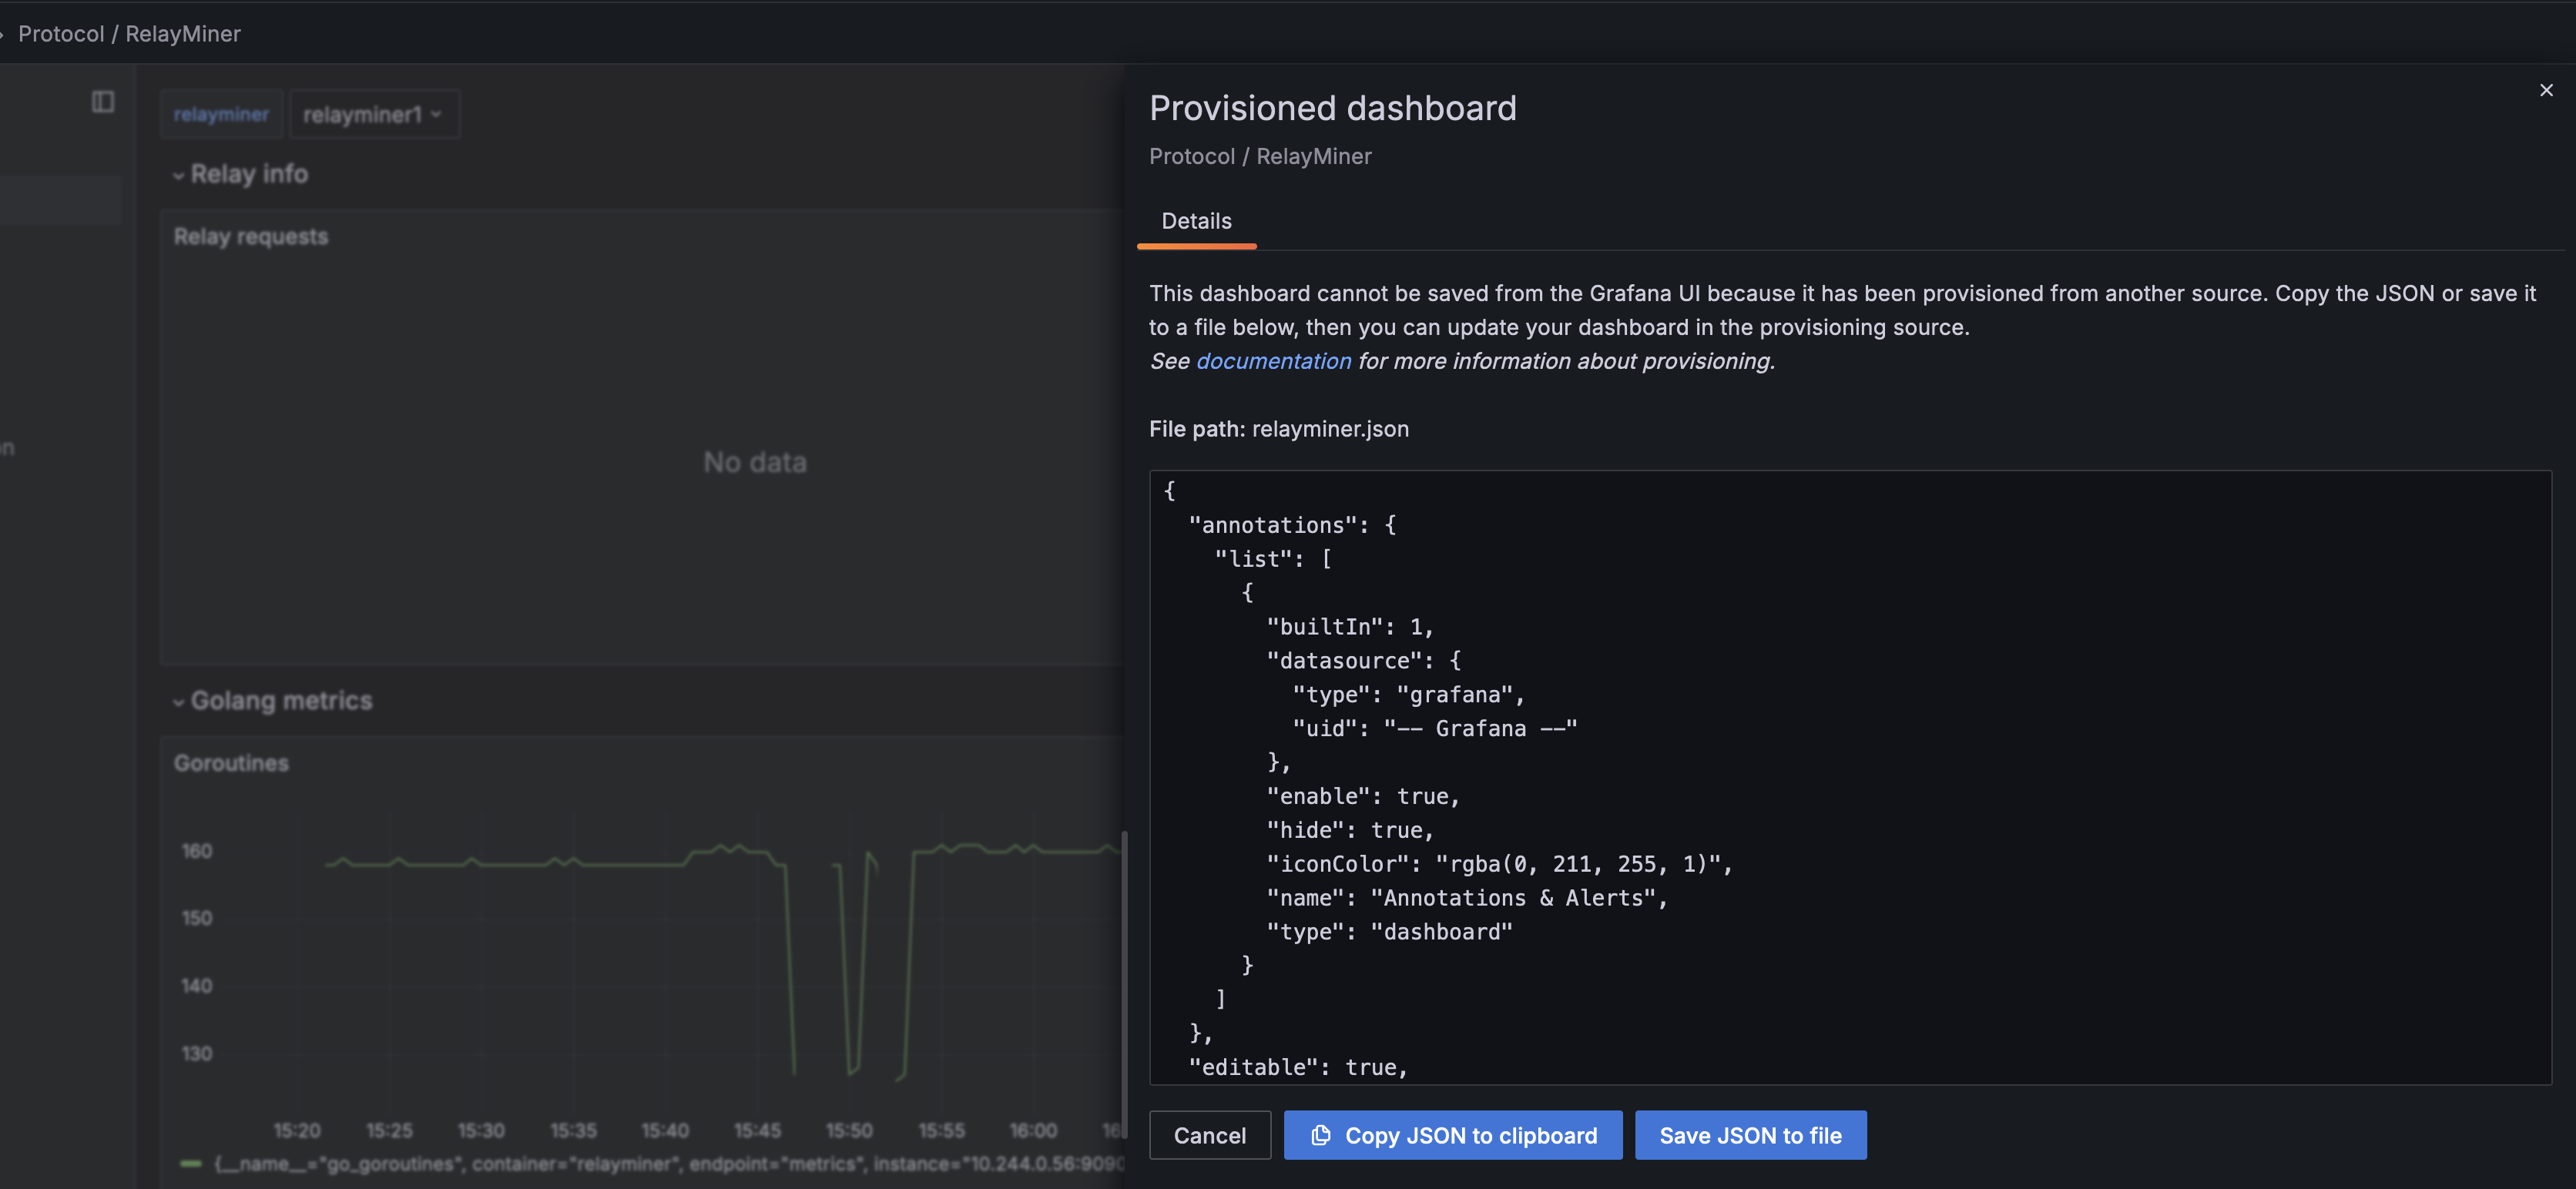 Protocol / RelayMiner
relayminer
relayminer1
Relay info
Relay requests
No data
Golang metrics
Goroutines
160
150
140
130
15:20 15:25 15:30 15:35 15:40 15:45 15:50 15:55 16:00 16
{__name__="go_goroutines", container="relayminer", endpoint="metrics", instance="10.244.0.56:9090
on
Provisioned dashboard
Protocol / RelayMiner
Details
This dashboard cannot be saved from the Grafana UI because it has been provisioned from another source. Copy the JSON or save it
to a file below, then you can update your dashboard in the provisioning source.
See documentation for more information about provisioning.
File path: relayminer.json
{
  "annotations": {
    "list": [
      {
        "builtIn": 1,
        "datasource": {
          "type": "grafana",
          "uid": "-- Grafana --"
        },
        "enable": true,
        "hide": true,
        "iconColor": "rgba(0, 211, 255, 1)",
        "name": "Annotations & Alerts",
        "type": "dashboard"
      }
    ]
  },
  "editable": true,
Cancel
Copy JSON to clipboard
Save JSON to file